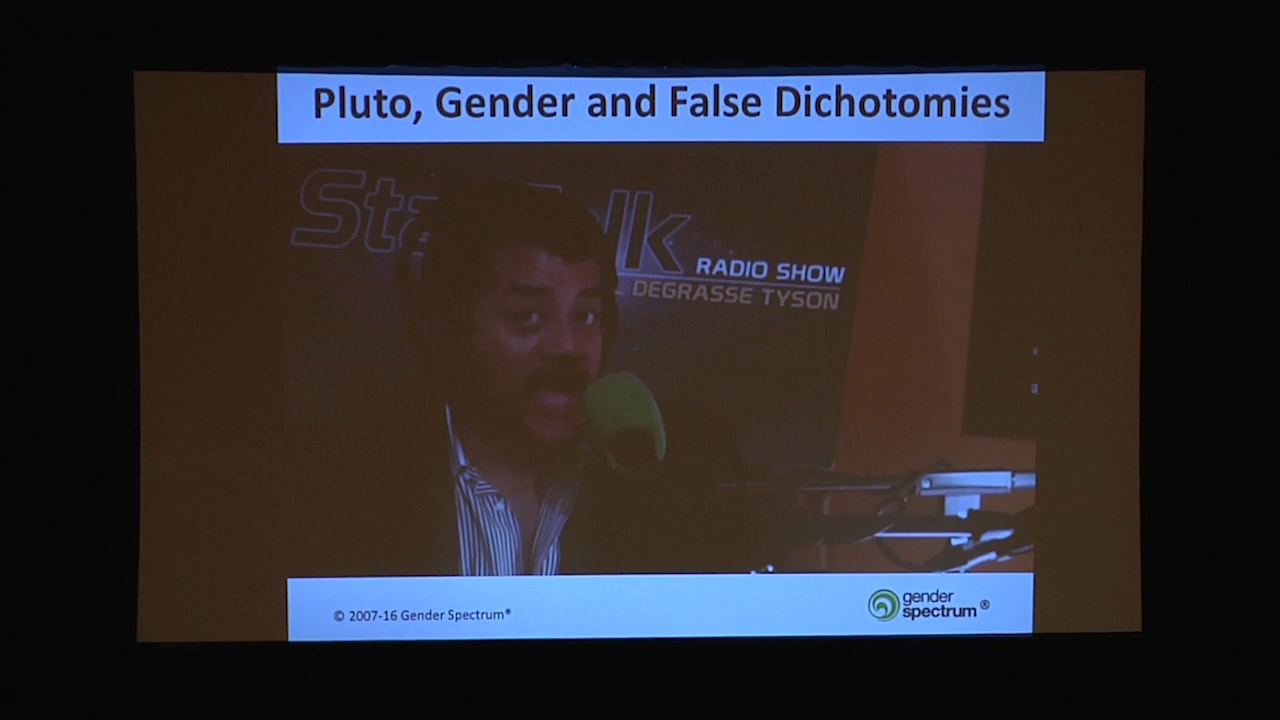 Pluto, Gender and False Dichotomies
RADIO SHOW
DEGRASSE TYSON
© 2007-16 Gender Spectrum®
gender
spectrum ®